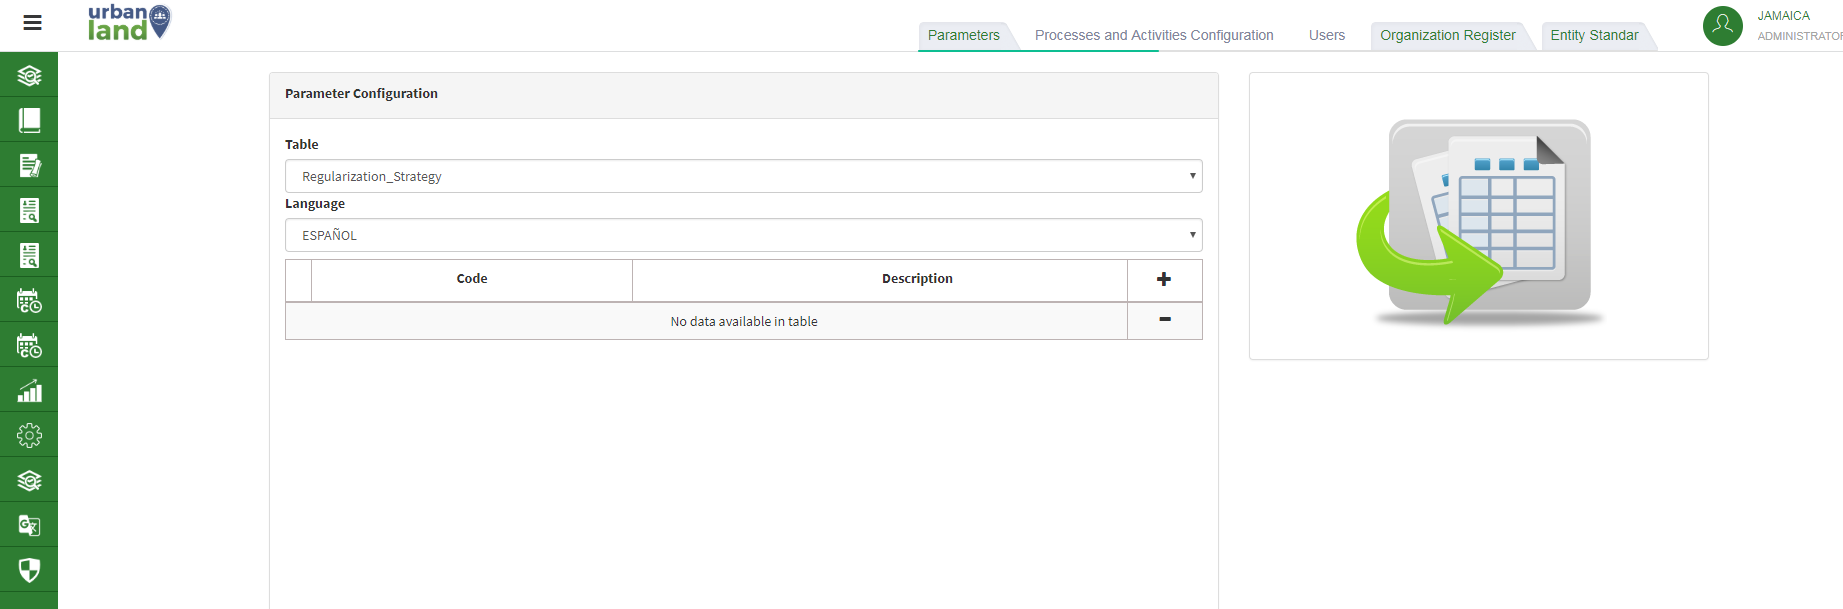 urban
land
Parameters
Processes and Activities Configuration
Users
Organization Register
Entity Standar
JAMAICA
ADMINISTRATOR
Parameter Configuration
Table
Regularization_Strategy
Language
ESPAÑOL
Code
Description
No data available in table